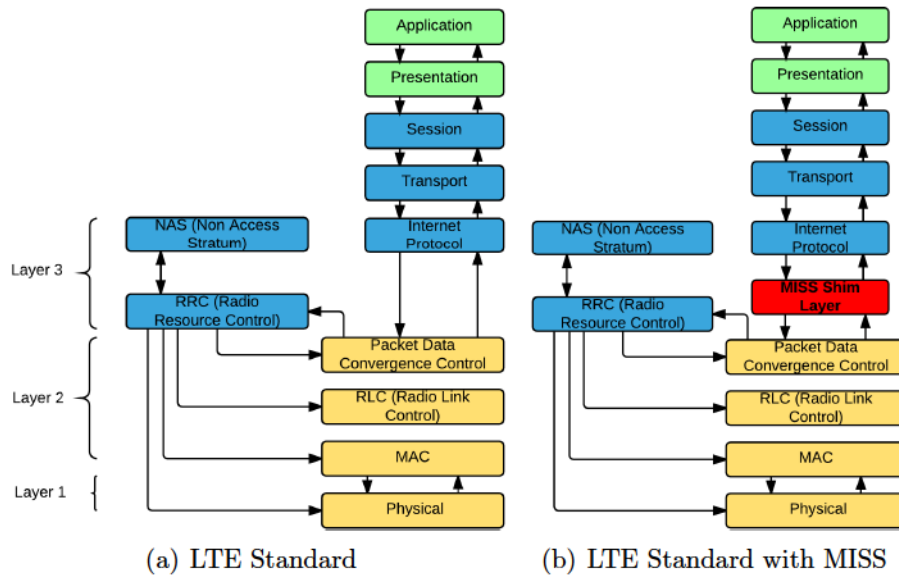 Application
Presentation
Session
Transport
NAS (Non Access
Stratum)
Internet
Protocol
Layer 3
RRC (Radio
Resource Control)
Packet Data
Convergence Control
Layer 2
RLC (Radio Link
Control)
MAC
Layer 1
Physical
(a) LTE Standard
Application
Presentation
Session
Transport
NAS (Non Access
Stratum)
Internet
Protocol
MISS Shim
Layer
RRC (Radio
Resource Control)
Packet Data
Convergence Control
RLC (Radio Link
Control)
MAC
Physical
(b) LTE Standard with MISS